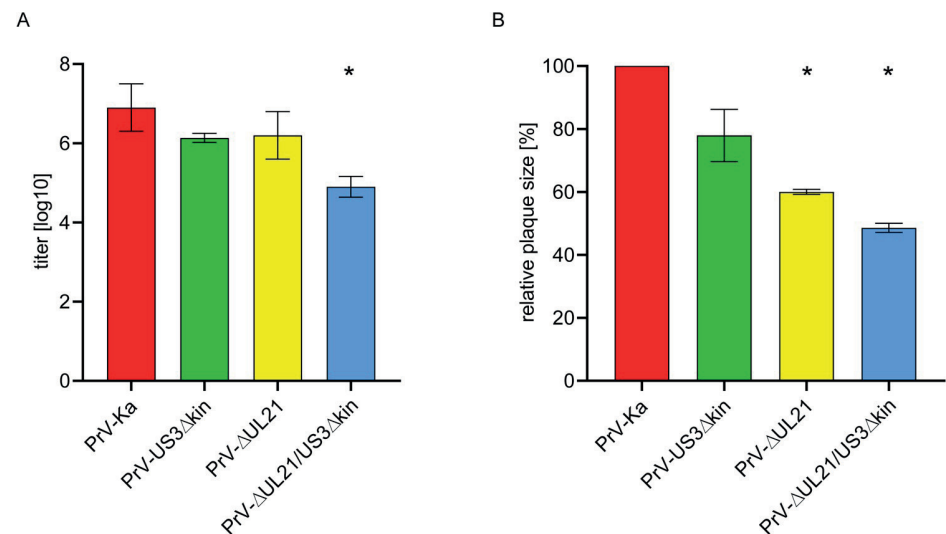 A
8
6
4
2
0
titer [log10]
*
PrV-Ka
PrV-US3Δkin
PrV-ΔUL21
PrV-ΔUL21/US3Δkin
B
100
80
60
40
20
0
relative plaque size [%]
*
*
PrV-Ka
PrV-US3Δkin
PrV-ΔUL21
PrV-ΔUL21/US3Δkin